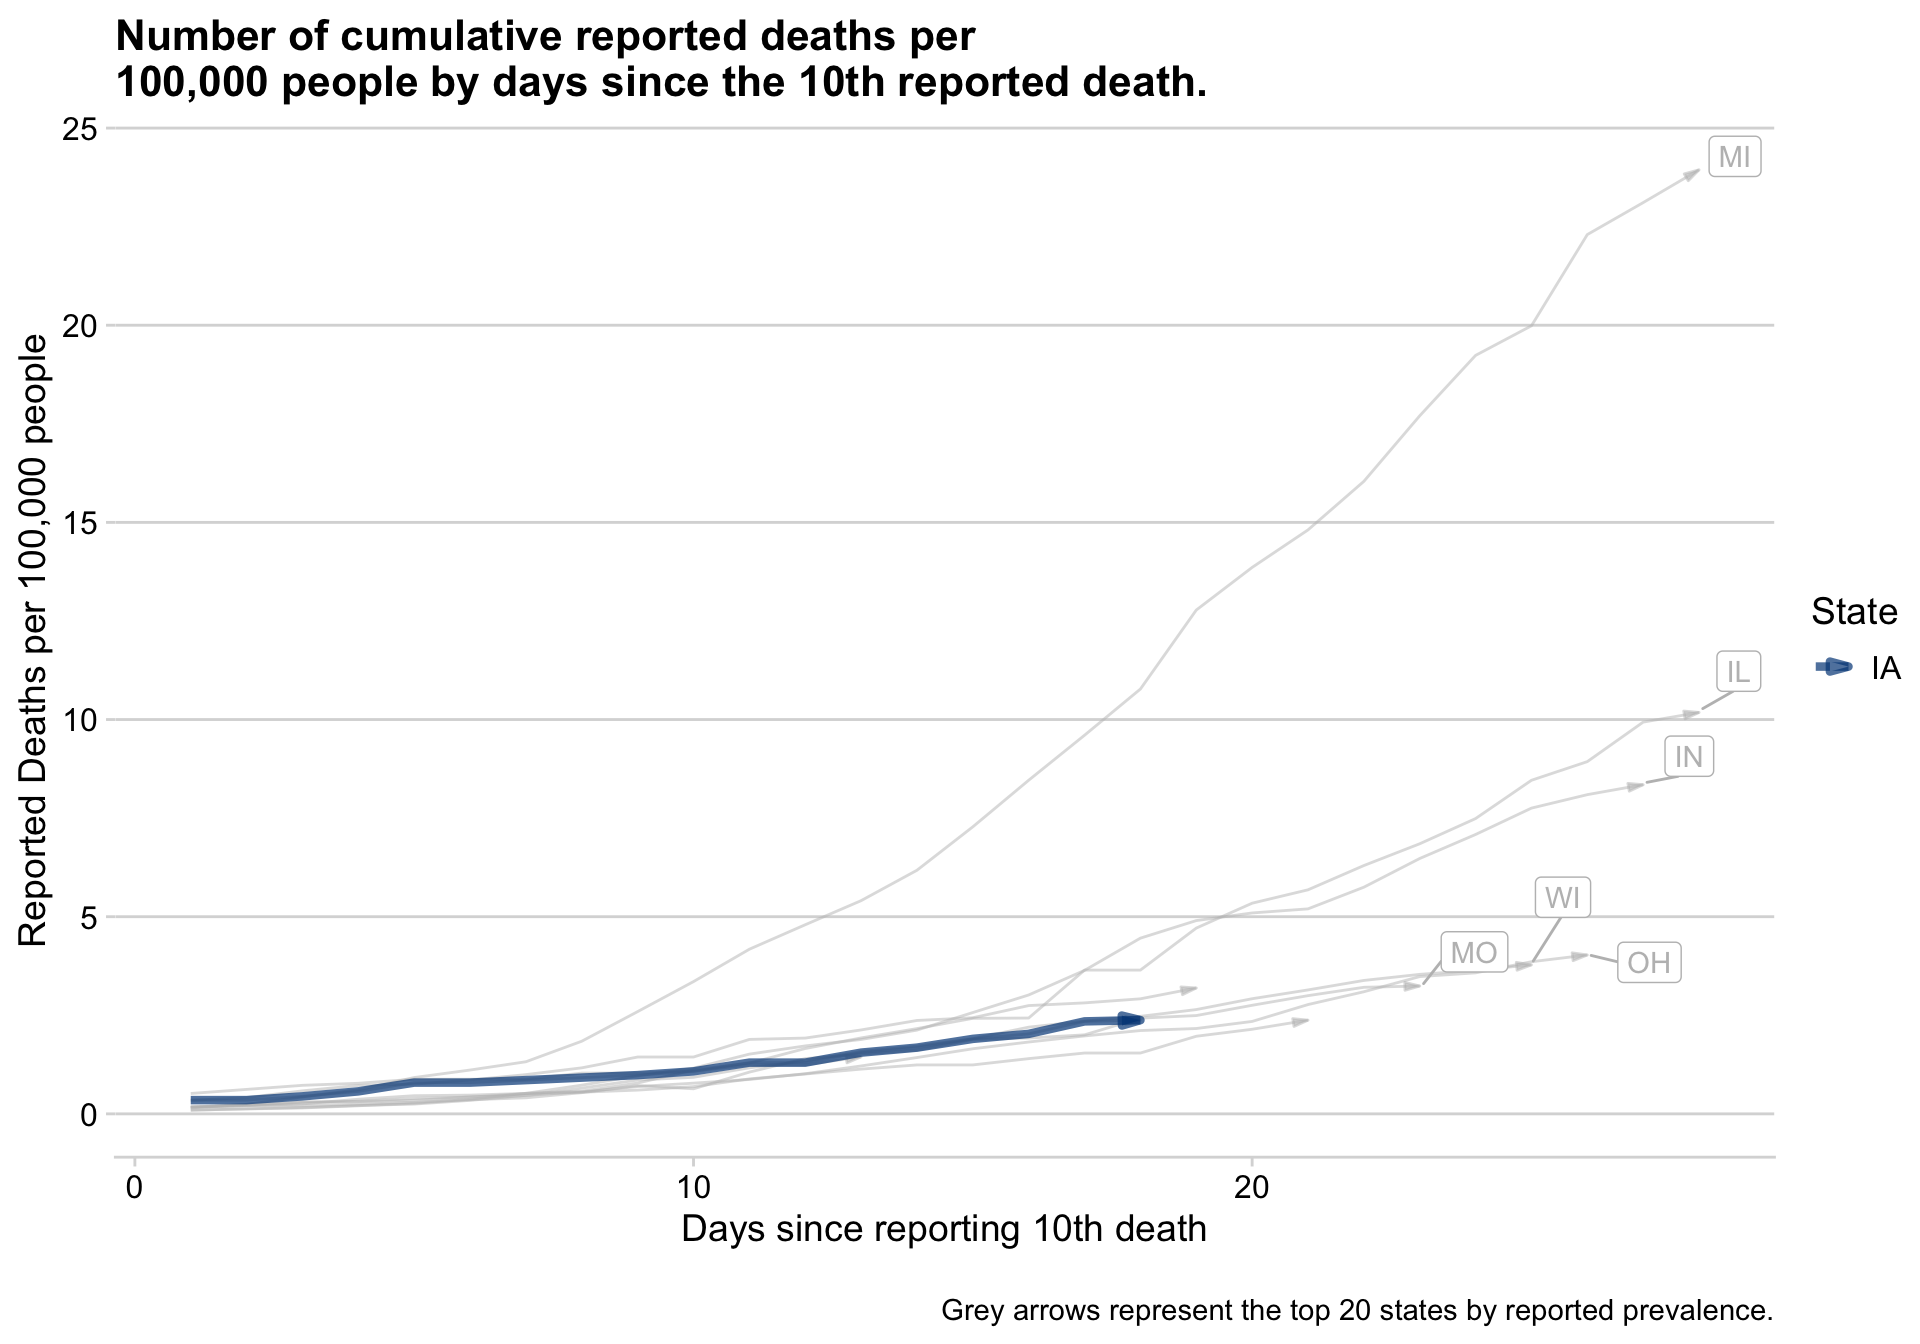 Number of cumulative reported deaths per
100,000 people by days since the 10th reported death.
25
20
15
10
5
0
Reported Deaths per 100,000 people
MI
IL
IN
WI
MO
OH
State
IA
0
10
20
Days since reporting 10th death
Grey arrows represent the top 20 states by reported prevalence.